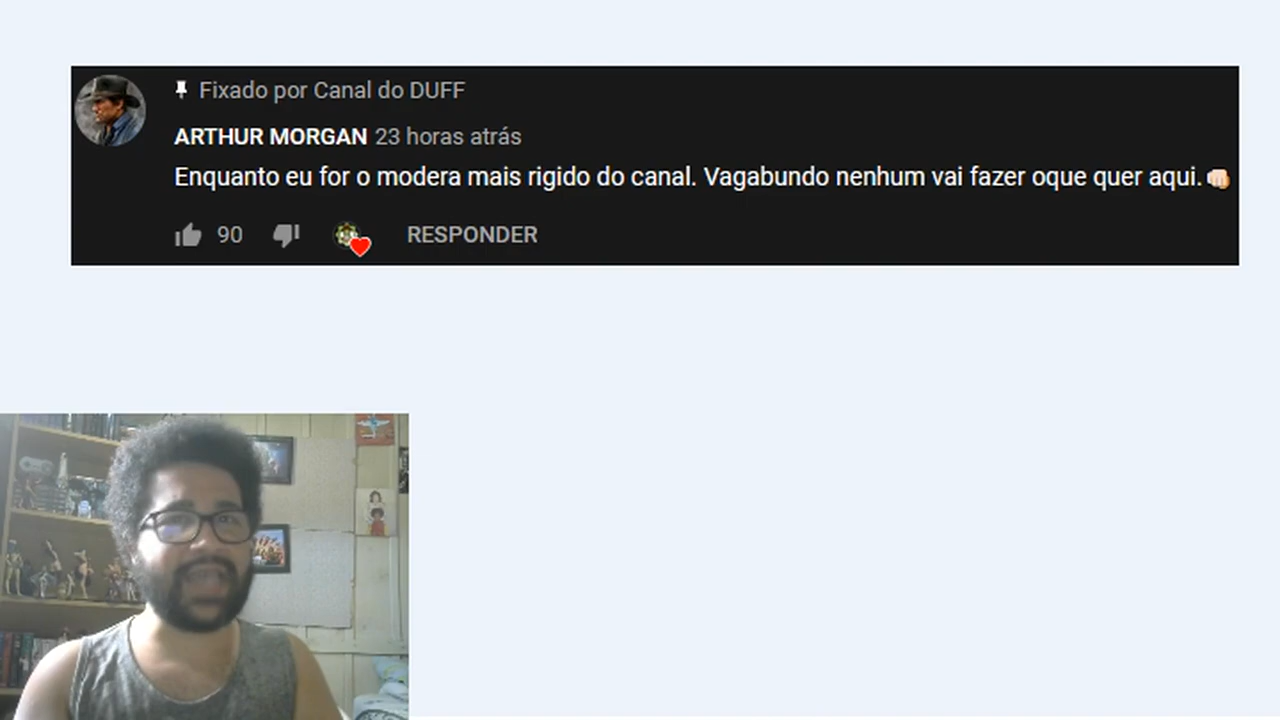 Fixado por Canal do DUFF
ARTHUR MORGAN 23 horas atrás
Enquanto eu for o modera mais rigido do canal. Vagabundo nenhum vai fazer oque quer aqui.👊🏻
90 RESPONDER